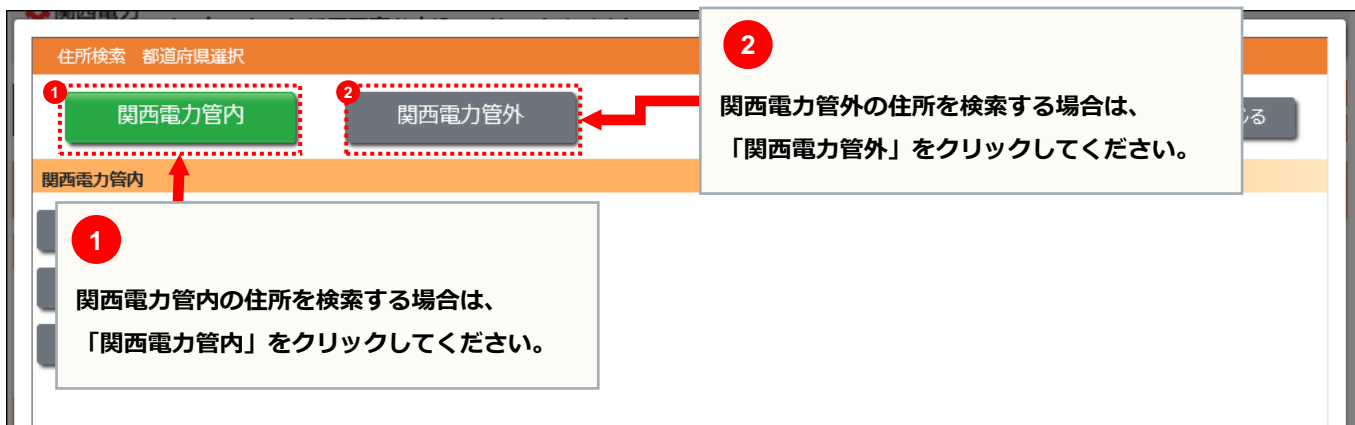 関西電力
住所検索 都道府県選択
1
関西電力管内
2
関西電力管外
じる
関西電力管内
2
関西電力管外の住所を検索する場合は、
「関西電力管外」をクリックしてください。
1
関西電力管内の住所を検索する場合は、
「関西電力管内」をクリックしてください。